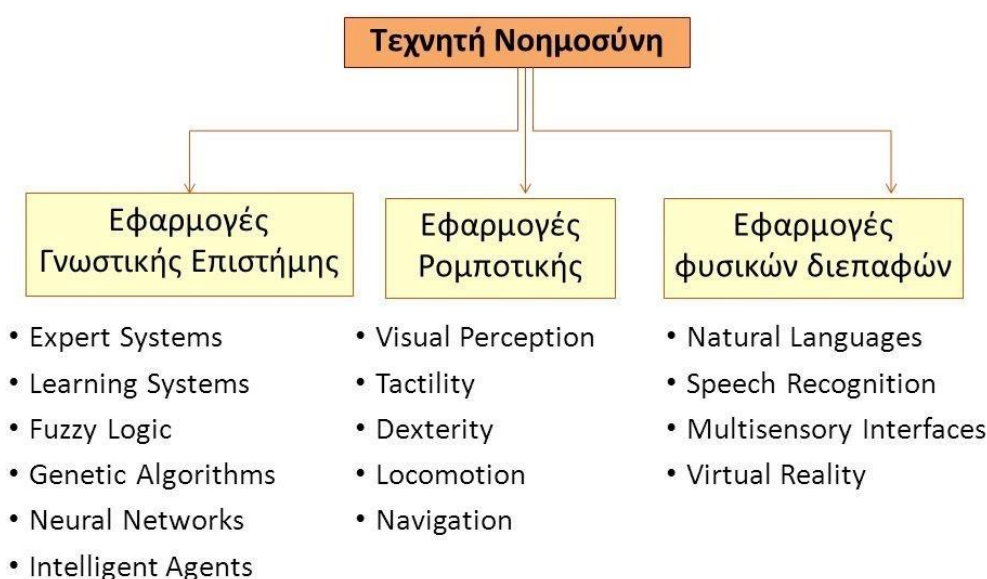 Τεχνητή Νοημοσύνη
Εφαρμογές
Γνωστικής Επιστήμης
• Expert Systems
• Learning Systems
• Fuzzy Logic
• Genetic Algorithms
• Neural Networks
• Intelligent Agents
Εφαρμογές
Ρομποτικής
• Visual Perception
• Tactility
• Dexterity
• Locomotion
• Navigation
Εφαρμογές
φυσικών διεπαφών
• Natural Languages
• Speech Recognition
• Multisensory Interfaces
• Virtual Reality